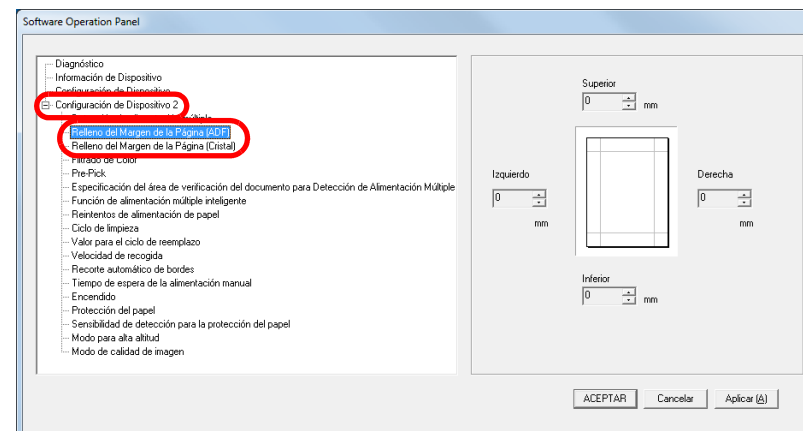 Software Operation Panel
Diagnóstico
Información de Dispositivo
Configuración de Dispositivo
Configuración de Dispositivo 2
múltiple
Relleno del Margen de la Página (ADF)
Relleno del Margen de la Página (Cristal)
Filtrado de Color
Pre-Pick
Especificación del área de verificación del documento para Detección de Alimentación Múltiple
Función de alimentación múltiple inteligente
Reintentos de alimentación de papel
Ciclo de limpieza
Valor para el ciclo de reemplazo
Velocidad de recogida
Recorte automático de bordes
Tiempo de espera de la alimentación manual
Encendido
Protección del papel
Sensibilidad de detección para la protección del papel
Modo para alta altitud
Modo de calidad de imagen
Superior
0 mm
Izquierdo
0
mm
Derecha
0
mm
Inferior
0 mm
ACEPTAR Cancelar Aplicar (A)